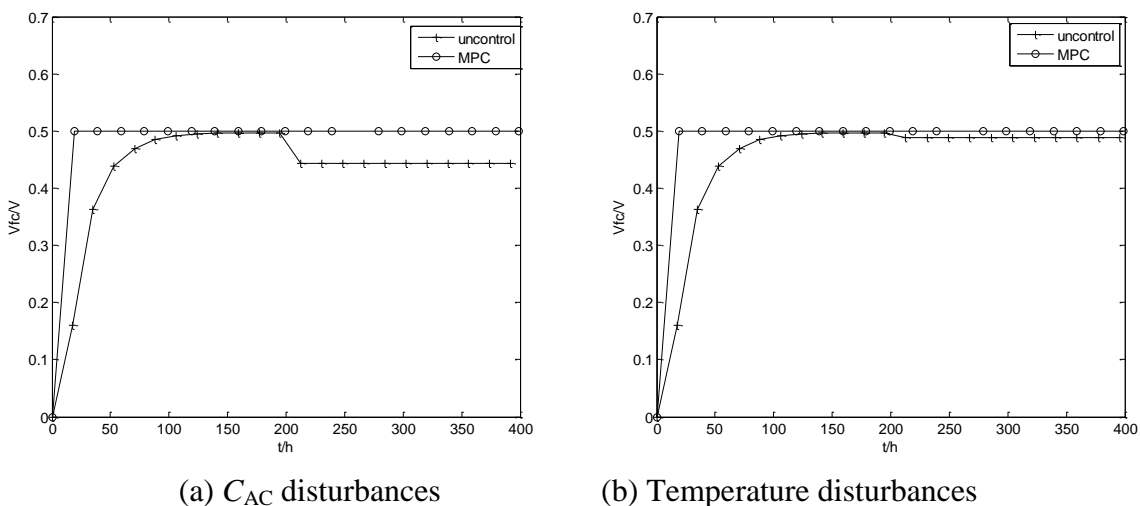 0.7
0.6
0.5
0.4
0.3
0.2
0.1
0
Vfc/V
0 50 100 150 200 250 300 350 400
t/h
uncontrol
MPC
(a) C_AC disturbances
0.7
0.6
0.5
0.4
0.3
0.2
0.1
0
Vfc/V
0 50 100 150 200 250 300 350 400
t/h
uncontrol
MPC
(b) Temperature disturbances